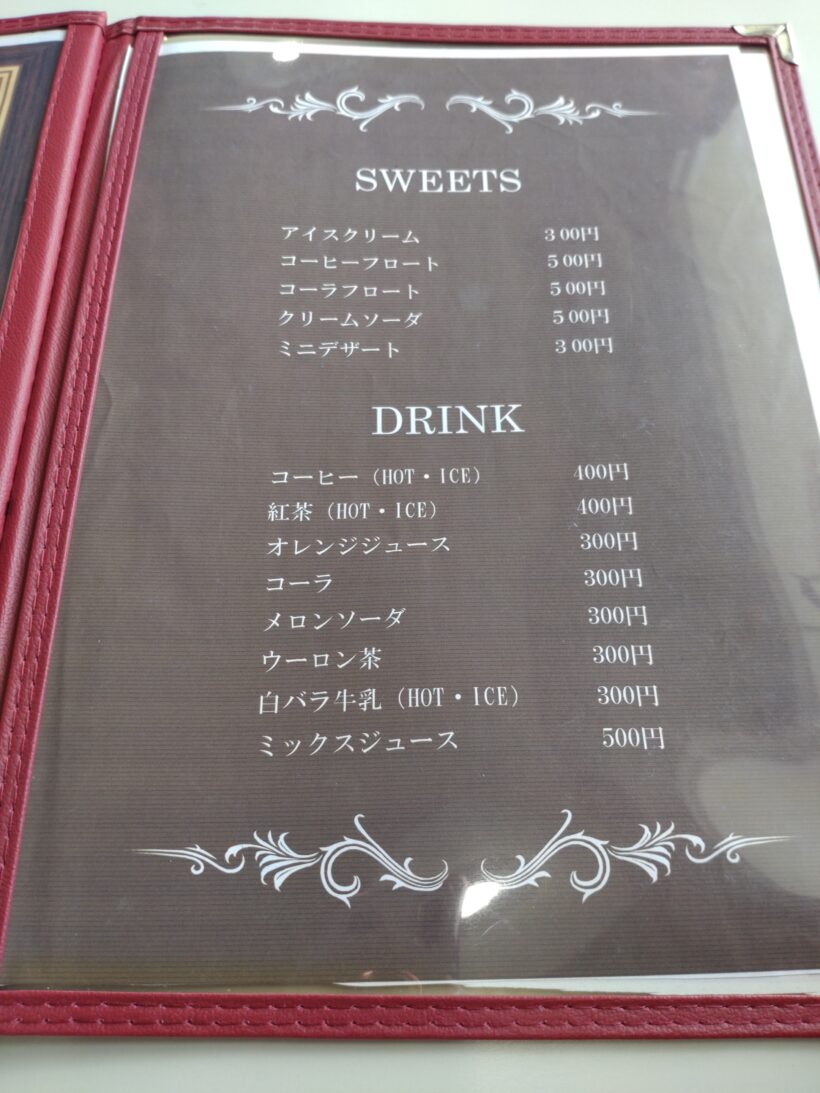 SWEETS
アイスクリーム 300円
コーヒーフロート 500円
コーラフロート 500円
クリームソーダ 500円
ミニデザート 300円
DRINK
コーヒー（HOT・ICE） 400円
紅茶（HOT・ICE） 400円
オレンジジュース 300円
コーラ 300円
メロンソーダ 300円
ウーロン茶 300円
白バラ牛乳（HOT・ICE） 300円
ミックスジュース 500円